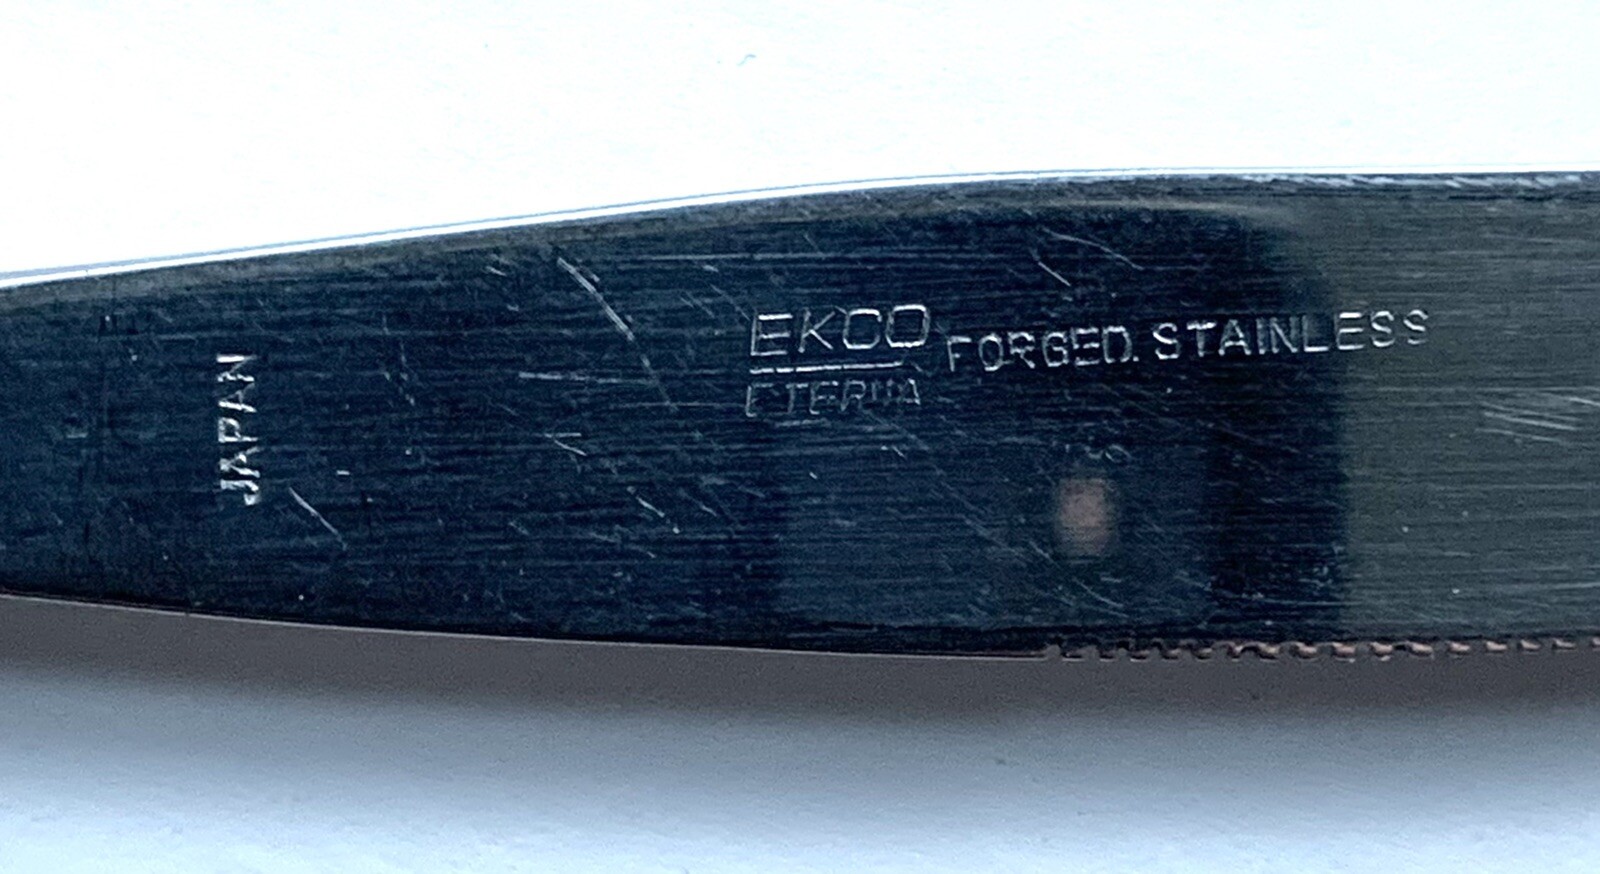 JAPAN
EKCO
ETERNA
FORGED. STAINLESS